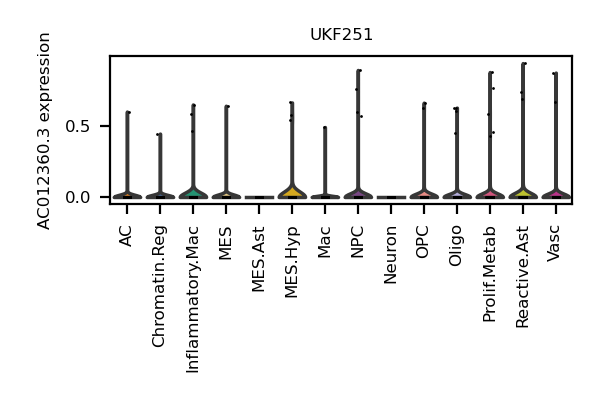 UKF251
AC012360.3 expression
0.5
0.0
AC
Chromatin.Reg
Inflammatory.Mac
MES
MES.Ast
MES.Hyp
Mac
NPC
Neuron
OPC
Oligo
Prolif.Metab
Reactive.Ast
Vasc